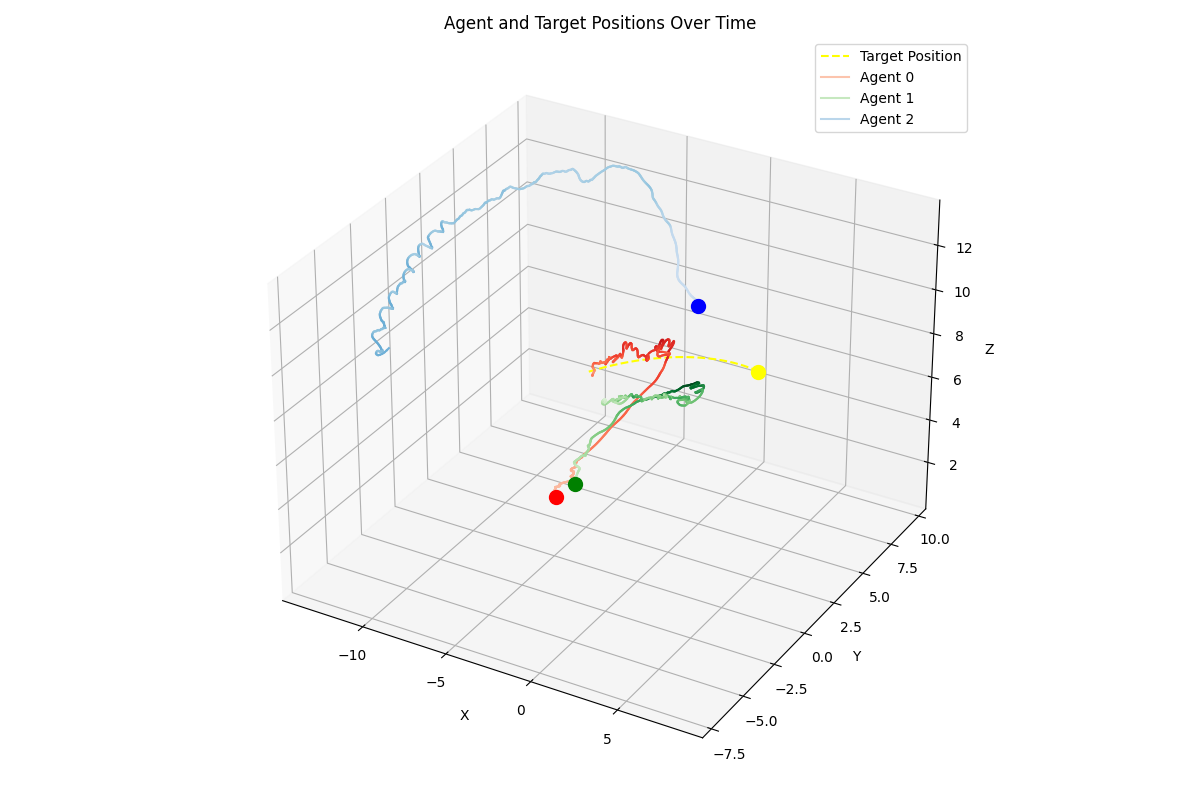 Agent and Target Positions Over Time
Target Position
Agent 0
Agent 1
Agent 2
12
10
8
6
4
2
Z
10.0
7.5
5.0
2.5
0.0
−2.5
−5.0
−7.5
Y
−10
−5
0
5
X